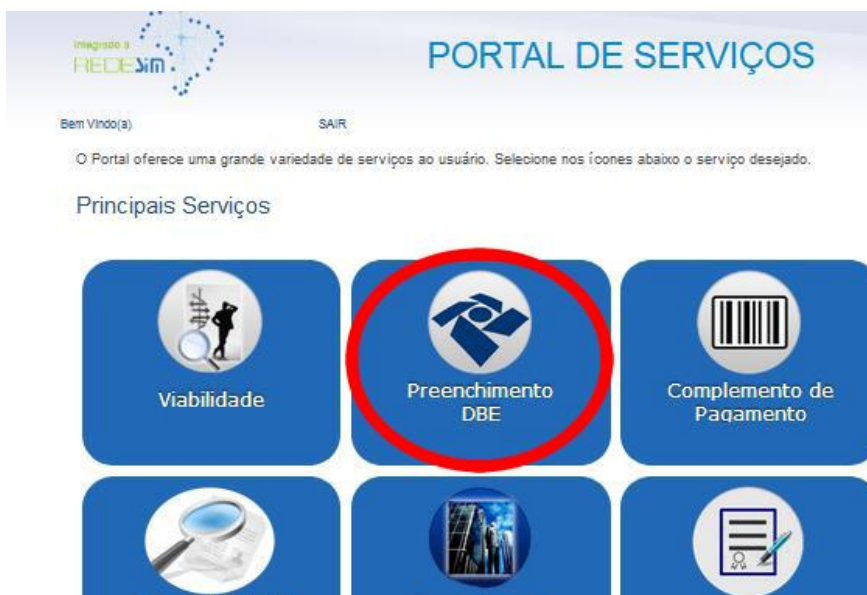 Integrado a
REDESim
PORTAL DE SERVIÇOS
Bem Vindo(a)
SAIR
O Portal oferece uma grande variedade de serviços ao usuário. Selecione nos ícones abaixo o serviço desejado.
Principais Serviços
Viabilidade
Preenchimento
DBE
Complemento de
Pagamento